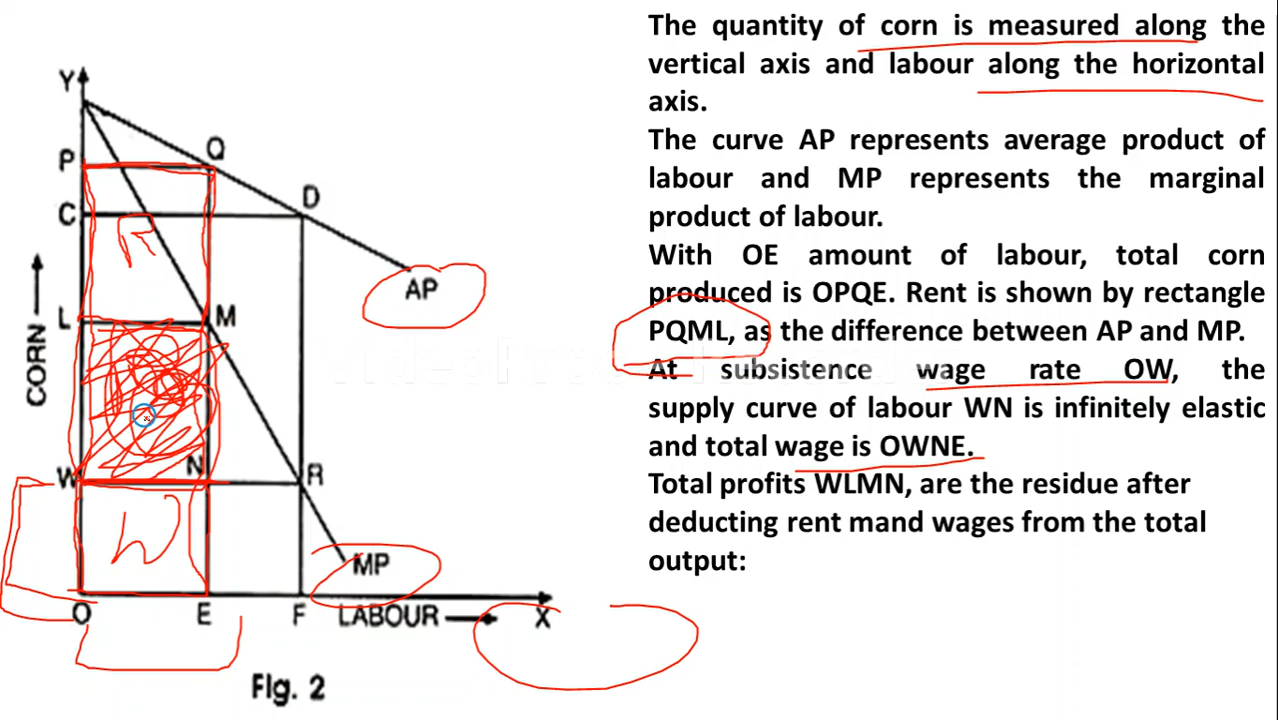 Y
P
Q
C
D
AP
L
M
CORN
W
N
R
W
MP
O
E
F
LABOUR
X
FIg. 2
The quantity of corn is measured along the
vertical axis and labour along the horizontal
axis.
The curve AP represents average product of
labour and MP represents the marginal
product of labour.
With OE amount of labour, total corn
produced is OPQE. Rent is shown by rectangle
PQML, as the difference between AP and MP.
At subsistence wage rate OW, the
supply curve of labour WN is infinitely elastic
and total wage is OWNE.
Total profits WLMN, are the residue after
deducting rent mand wages from the total
output: